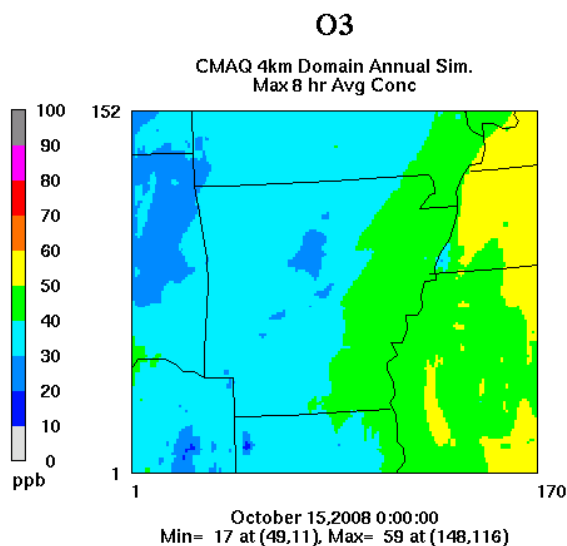 O3
CMAQ 4km Domain Annual Sim.
Max 8 hr Avg Conc
100
90
80
70
60
50
40
30
20
10
0
ppb
152
1
1
170
October 15,2008 0:00:00
Min= 17 at (49,11), Max= 59 at (148,116)